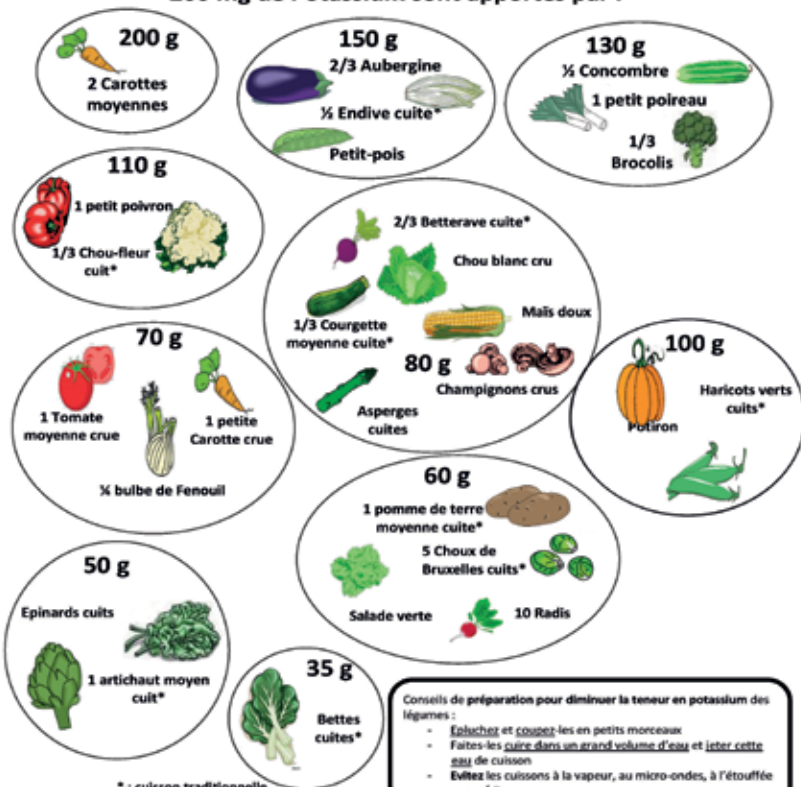 200 mg de Potassium sont apportés par :
200 g
2 Carottes
moyennes
150 g
2/3 Aubergine
½ Endive cuite*
Petit-pois
130 g
½ Concombre
1 petit poireau
1/3
Brocolis
110 g
1 petit poivron
1/3 Chou-fleur
cuit*
2/3 Betterave cuite*
Chou blanc cru
Maïs doux
1/3 Courgette
moyenne cuite*
80 g
Champignons crus
Asperges
cuites
70 g
1 Tomate
moyenne crue
1 petite
Carotte crue
¼ bulbe de Fenouil
100 g
Haricots verts
cuits*
Potiron
60 g
1 pomme de terre
moyenne cuite*
5 Choux de
Bruxelles cuits*
Salade verte
10 Radis
50 g
Epinards cuits
1 artichaut moyen
cuit*
35 g
Bettes
cuites*
Conseils de préparation pour diminuer la teneur en potassium des
légumes :
- Epluchez et coupez-les en petits morceaux
- Faites-les cuire dans un grand volume d'eau et jeter cette
eau de cuisson
- Evitez les cuissons à la vapeur, au micro-ondes, à l'étouffée
* : cuisson traditionnelle